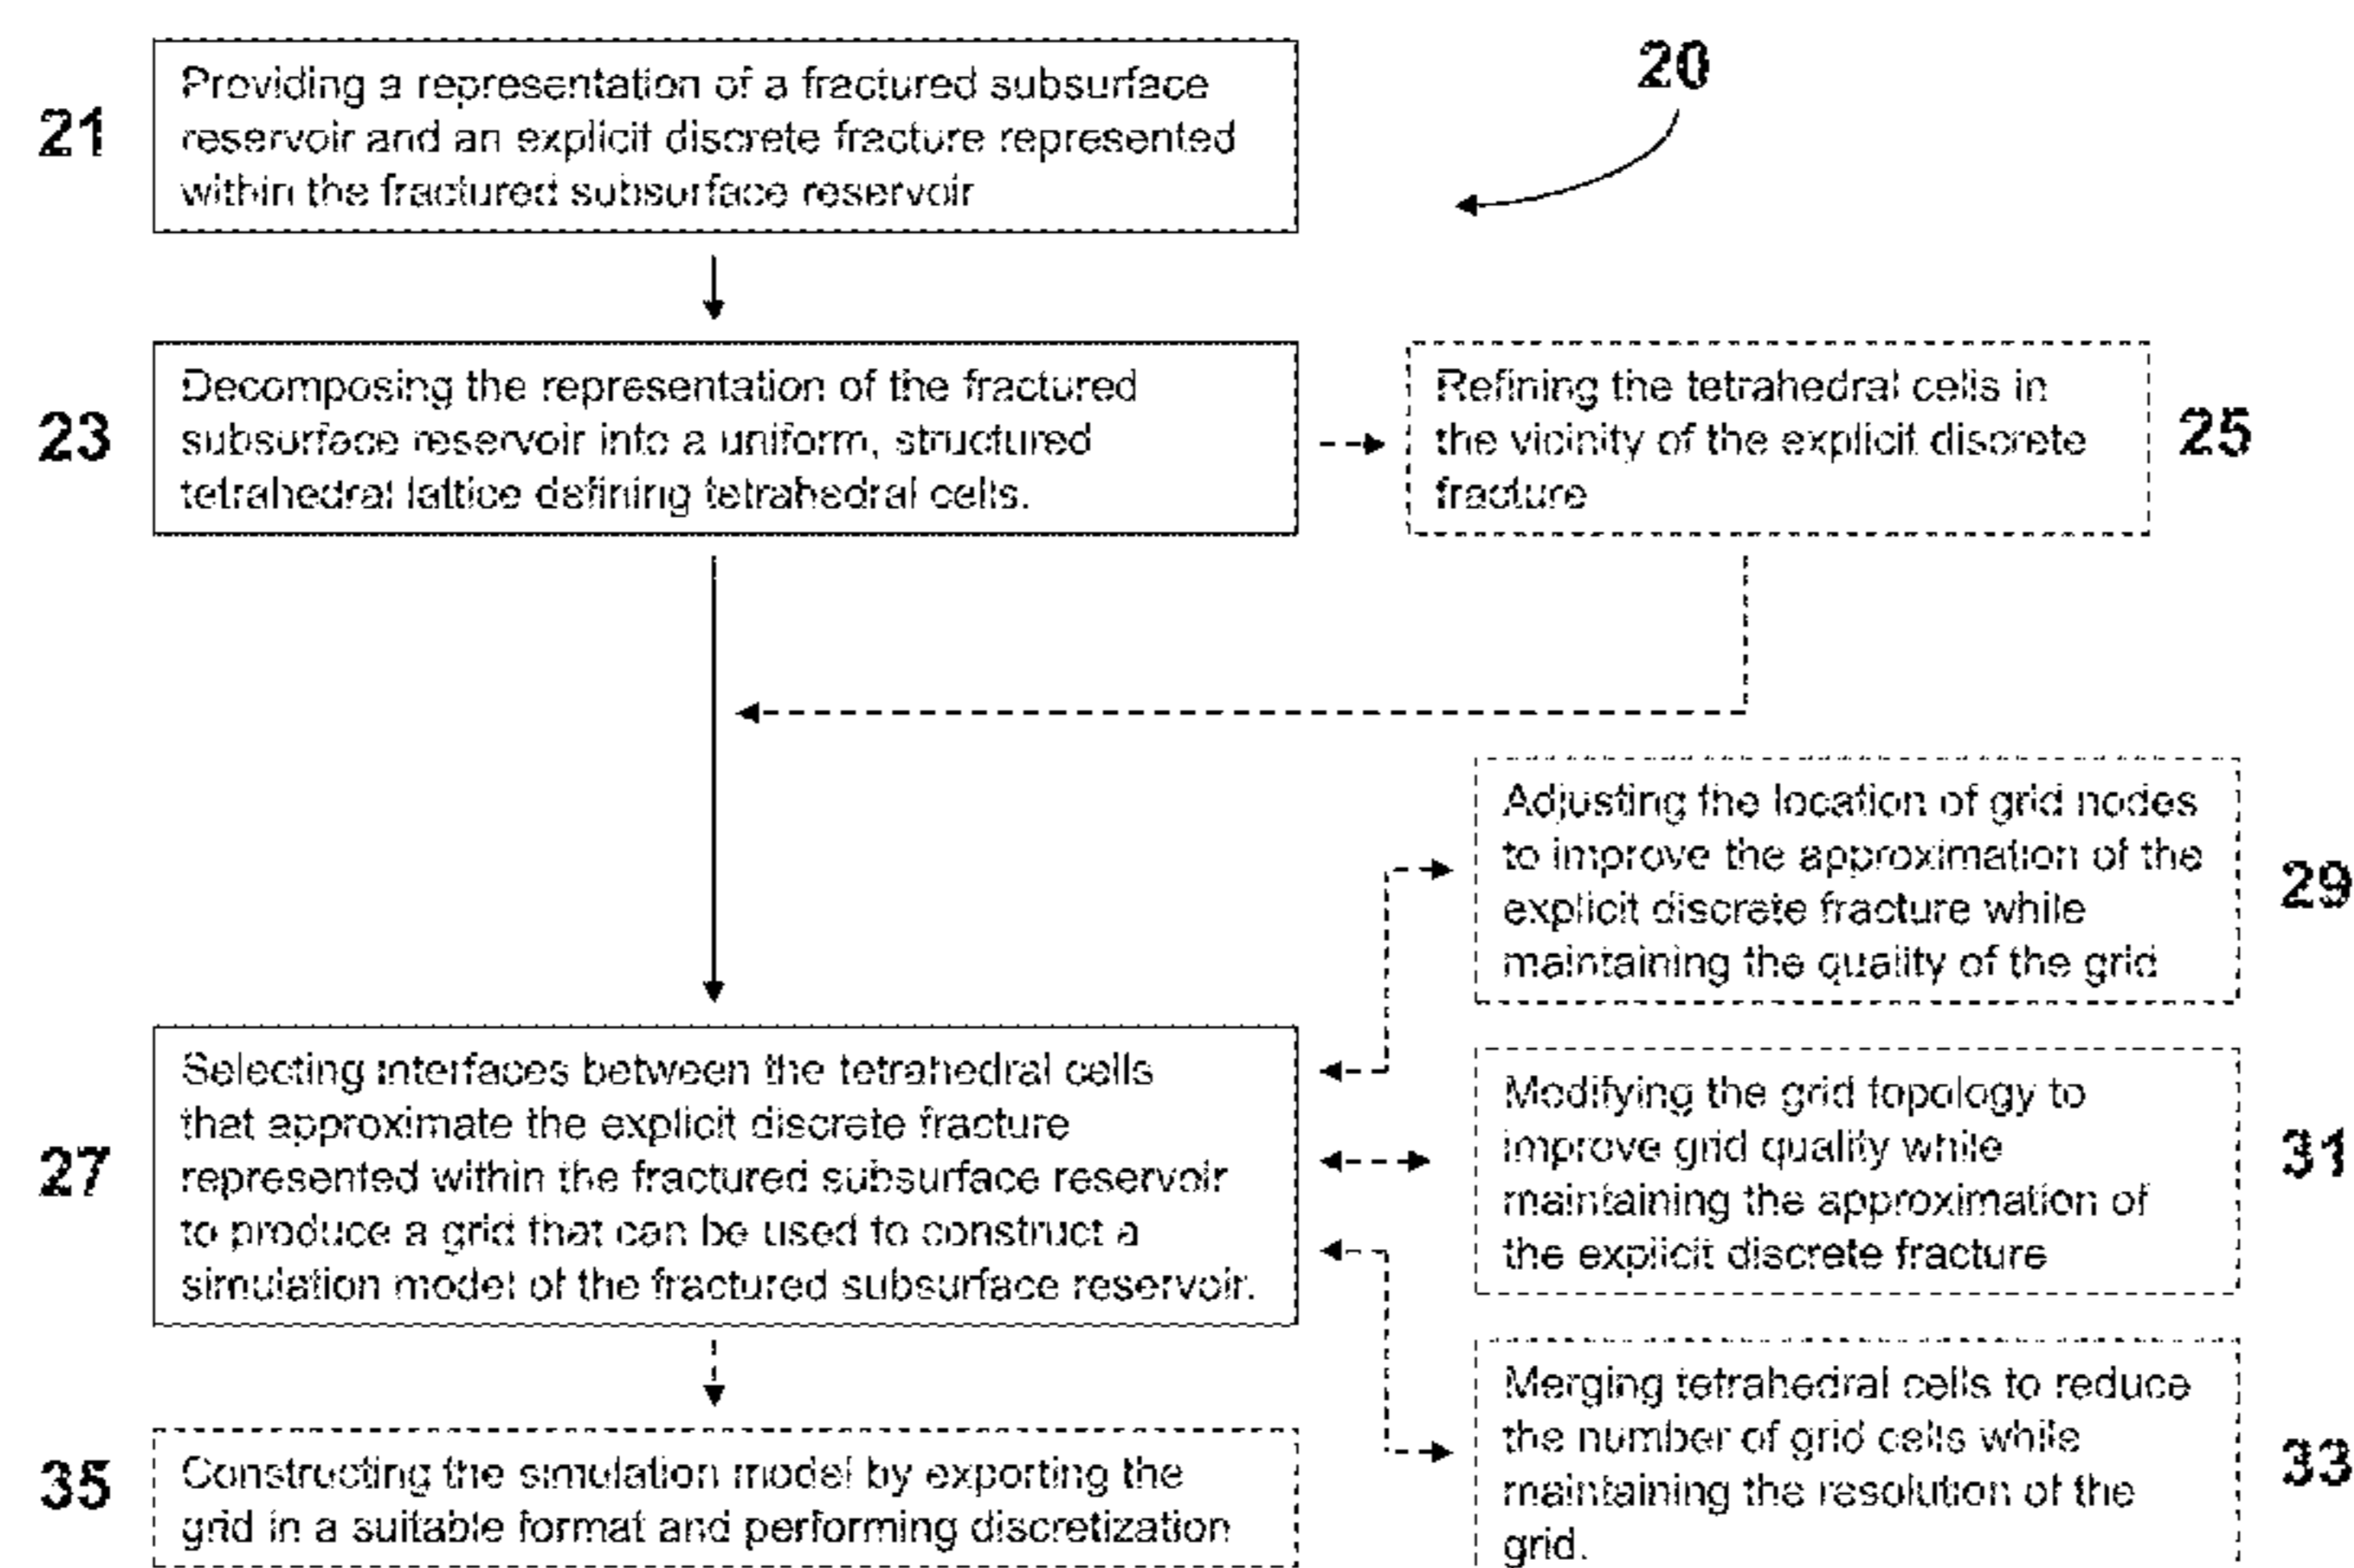 20
21
Providing a representation of a fractured subsurface
reservoir and an explicit discrete fracture represented
within the fractured subsurface reservoir
23
Decomposing the representation of the fractured
subsurface reservoir into a uniform, structured
tetrahedral lattice defining tetrahedral cells.
Refining the tetrahedral cells in
the vicinity of the explicit discrete
fracture
25
Adjusting the location of grid nodes
to improve the approximation of the
explicit discrete fracture while
maintaining the quality of the grid
29
27
Selecting interfaces between the tetrahedral cells
that approximate the explicit discrete fracture
represented within the fractured subsurface reservoir
to produce a grid that can be used to construct a
simulation model of the fractured subsurface reservoir.
Modifying the grid topology to
improve grid quality while
maintaining the approximation of
the explicit discrete fracture
31
Merging tetrahedral cells to reduce
the number of grid cells while
maintaining the resolution of the
grid.
33
35
Constructing the simulation model by exporting the
grid in a suitable format and performing discretization